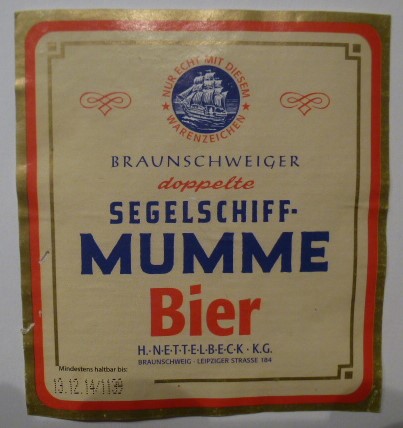 NUR ECHT MIT DIESEM
WARENZEICHEN
BRAUNSCHWEIGER
doppelte
SEGELSCHIFF-
MUMME
Bier
H·NETTELBECK·K.G.
BRAUNSCHWEIG · LEIPZIGER STRASSE 184
Mindestens haltbar bis:
13.12.14/1139